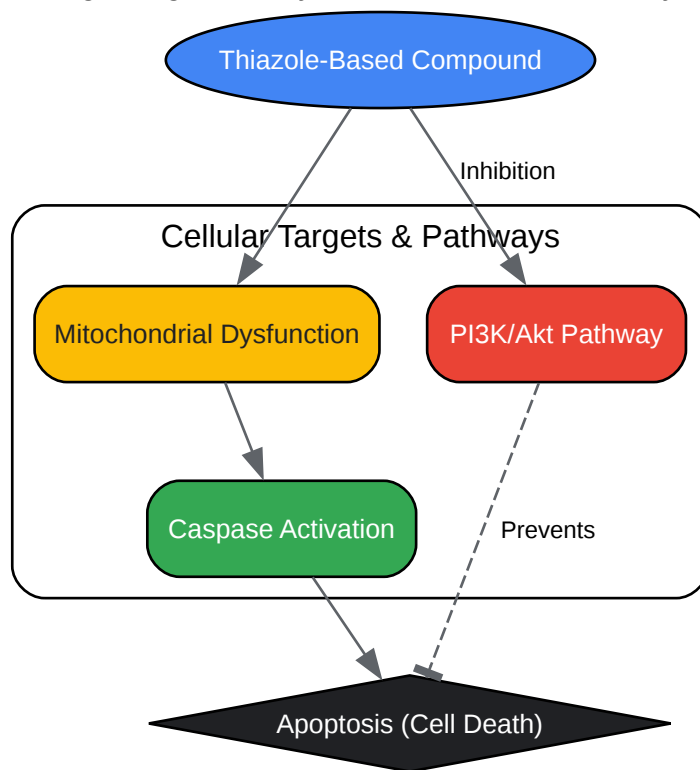 Thiazole-Based Compound
Inhibition
Cellular Targets & Pathways
Mitochondrial Dysfunction
PI3K/Akt Pathway
Caspase Activation
Prevents
Apoptosis (Cell Death)